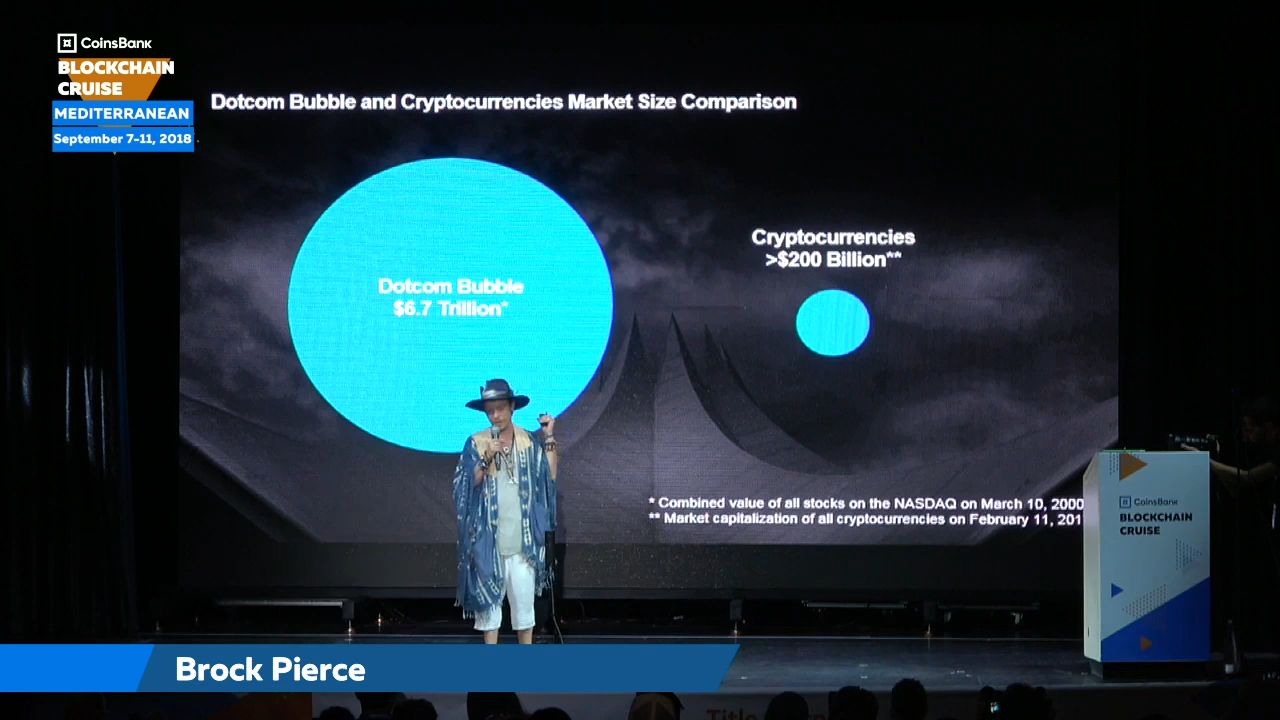 CoinsBank
BLOCKCHAIN
CRUISE
MEDITERRANEAN
September 7-11, 2018
Dotcom Bubble and Cryptocurrencies Market Size Comparison
Cryptocurrencies
>$200 Billion**
Dotcom Bubble
$6.7 Trillion*
* Combined value of all stocks on the NASDAQ on March 10, 2000
** Market capitalization of all cryptocurrencies on February 11, 201
CoinsBank
BLOCKCHAIN
CRUISE
Brock Pierce
Title